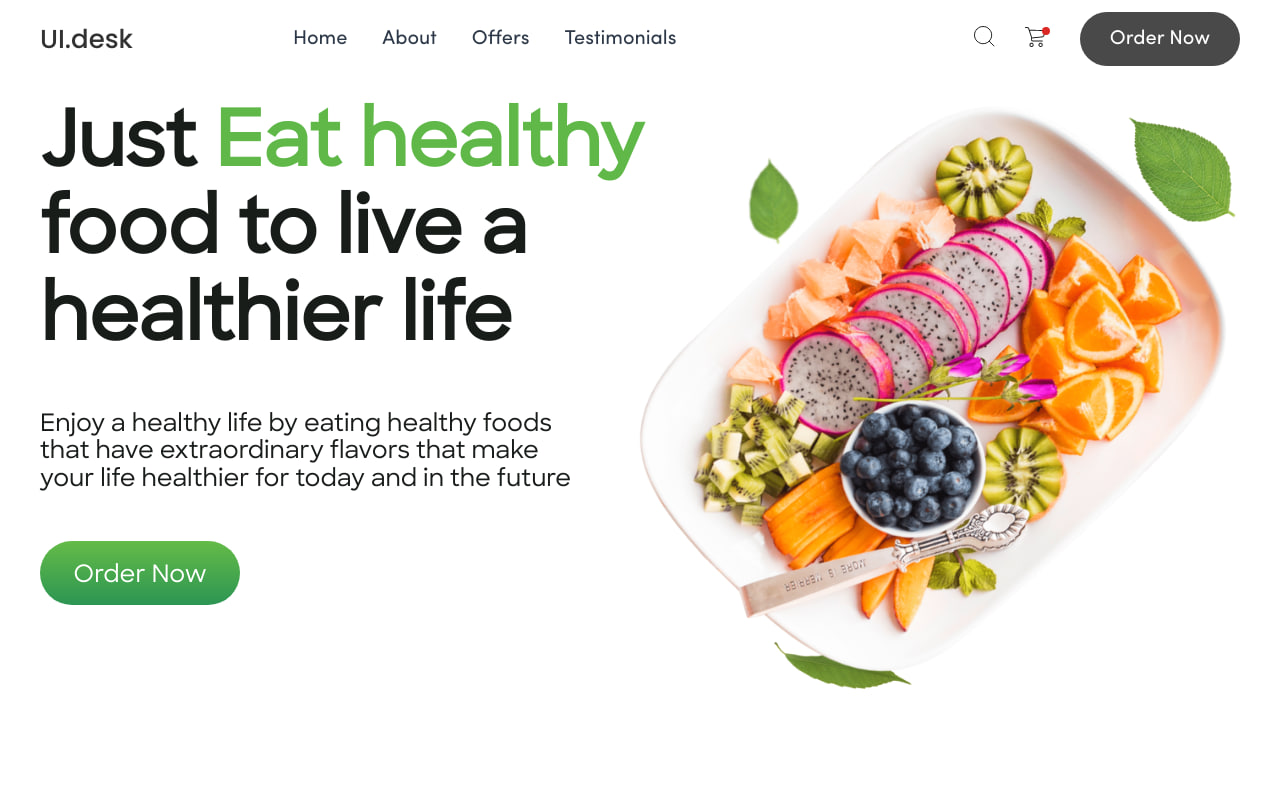 UI.desk
Home About Offers Testimonials
Order Now
Just Eat healthy
food to live a
healthier life
Enjoy a healthy life by eating healthy foods
that have extraordinary flavors that make
your life healthier for today and in the future
Order Now
MORE IS MERRER